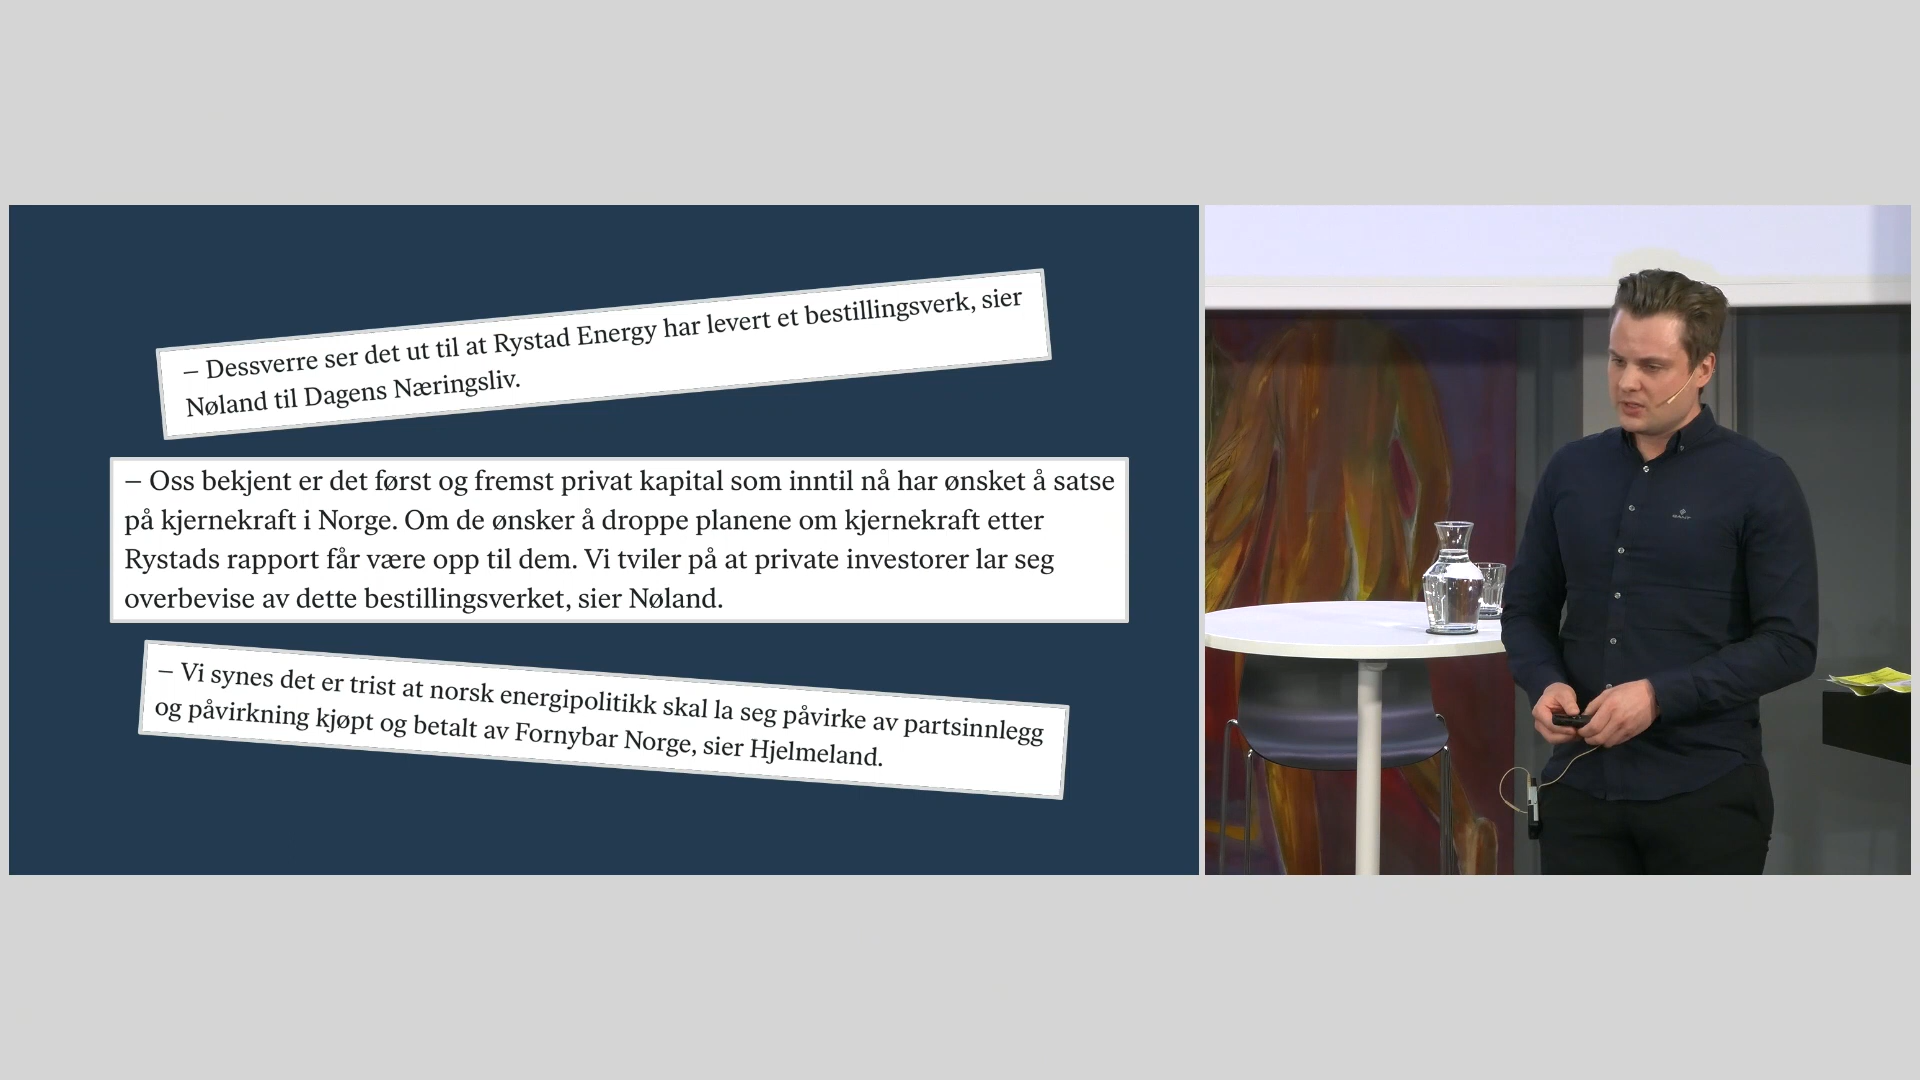 – Dessverre ser det ut til at Rystad Energy har levert et bestillingsverk, sier
Nøland til Dagens Næringsliv.
– Oss bekjent er det først og fremst privat kapital som inntil nå har ønsket å satse
på kjernekraft i Norge. Om de ønsker å droppe planene om kjernekraft etter
Rystads rapport får være opp til dem. Vi tviler på at private investorer lar seg
overbevise av dette bestillingsverket, sier Nøland.
– Vi synes det er trist at norsk energipolitikk skal la seg påvirke av partsinnlegg
og påvirkning kjøpt og betalt av Fornybar Norge, sier Hjelmeland.